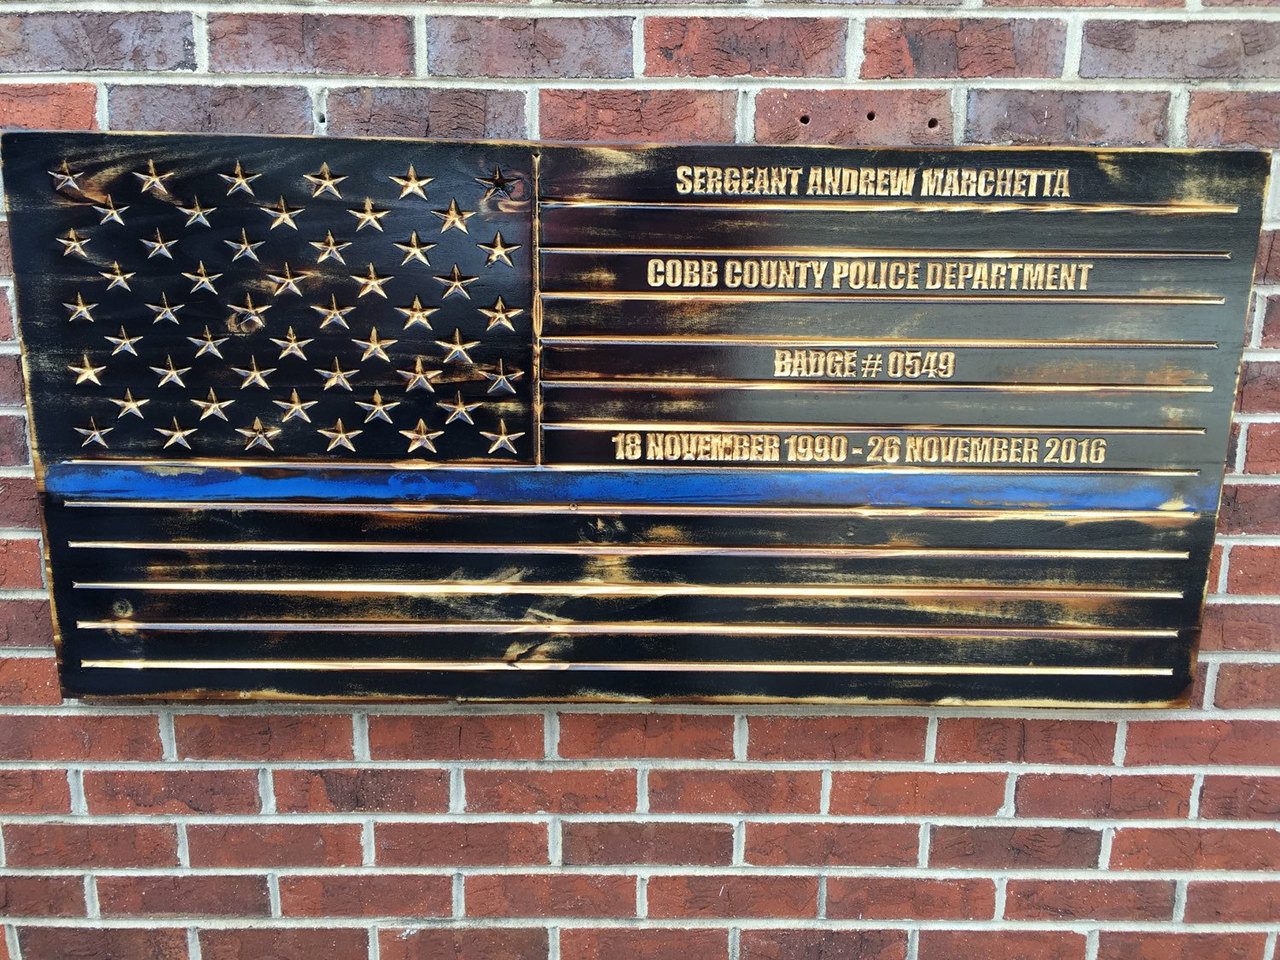 SERGEANT ANDREW MARCHETTA
COBB COUNTY POLICE DEPARTMENT
BADGE # 0549
18 NOVEMBER 1990 - 26 NOVEMBER 2016